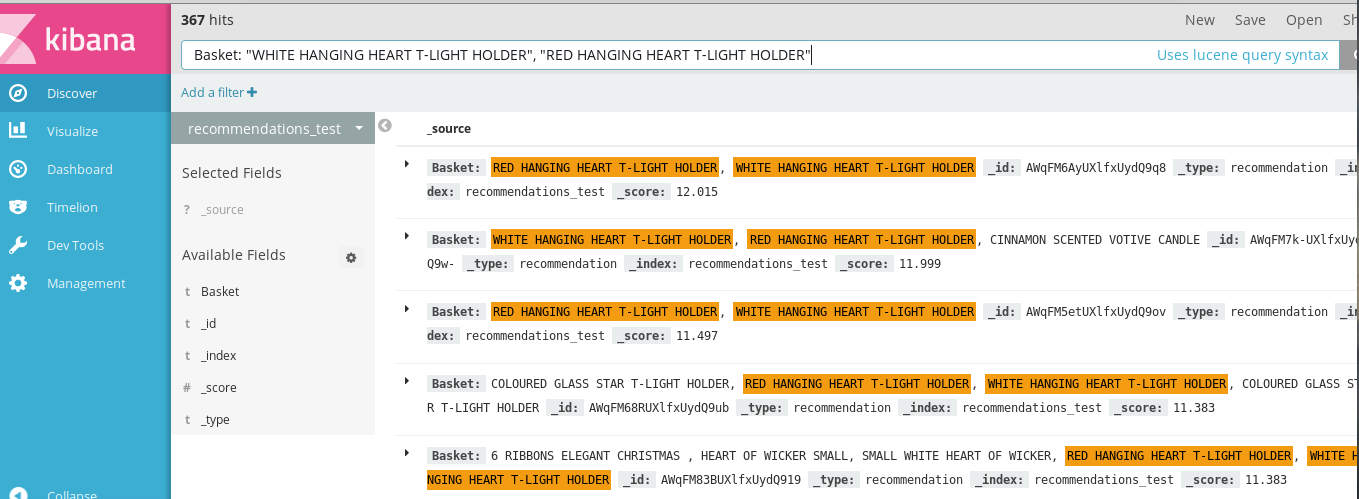 367 hits
New Save Open Sh
kibana
Basket: "WHITE HANGING HEART T-LIGHT HOLDER", "RED HANGING HEART T-LIGHT HOLDER"
Uses lucene query syntax
Discover
Visualize
Dashboard
Timelion
Dev Tools
Management
Collapse
Add a filter +
recommendations_test
Selected Fields
? _source
Available Fields
t Basket
t _id
t _index
# _score
t _type
_source
Basket: RED HANGING HEART T-LIGHT HOLDER, WHITE HANGING HEART T-LIGHT HOLDER _id: AWqFM6AyUXlfxUydQ9q8 _type: recommendation _in
dex: recommendations_test _score: 12.015
Basket: WHITE HANGING HEART T-LIGHT HOLDER, RED HANGING HEART T-LIGHT HOLDER, CINNAMON SCENTED VOTIVE CANDLE _id: AWqFM7k-UXlfxUyd
Q9w- _type: recommendation _index: recommendations_test _score: 11.999
Basket: RED HANGING HEART T-LIGHT HOLDER, WHITE HANGING HEART T-LIGHT HOLDER _id: AWqFM5etUXlfxUydQ9ov _type: recommendation _in
dex: recommendations_test _score: 11.497
Basket: COLOURED GLASS STAR T-LIGHT HOLDER, RED HANGING HEART T-LIGHT HOLDER, WHITE HANGING HEART T-LIGHT HOLDER, COLOURED GLASS ST
R T-LIGHT HOLDER _id: AWqFM68RUXlfxUydQ9ub _type: recommendation _index: recommendations_test _score: 11.383
Basket: 6 RIBBONS ELEGANT CHRISTMAS , HEART OF WICKER SMALL, SMALL WHITE HEART OF WICKER, RED HANGING HEART T-LIGHT HOLDER, WHITE H
NGING HEART T-LIGHT HOLDER _id: AWqFM83BUXlfxUydQ919 _type: recommendation _index: recommendations_test _score: 11.383